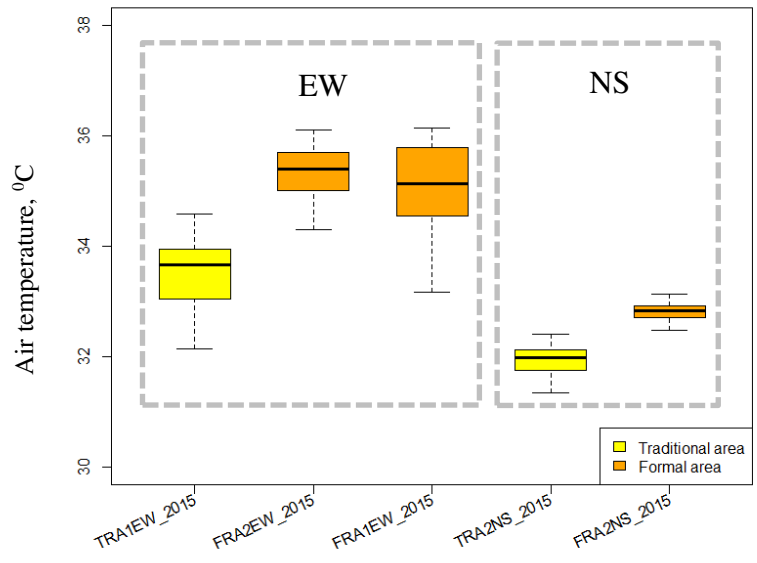 38
36
34
32
30
Air temperature, ⁰C
EW
NS
Traditional area
Formal area
TRA1EW_2015
FRA2EW_2015
FRA1EW_2015
TRA2NS_2015
FRA2NS_2015